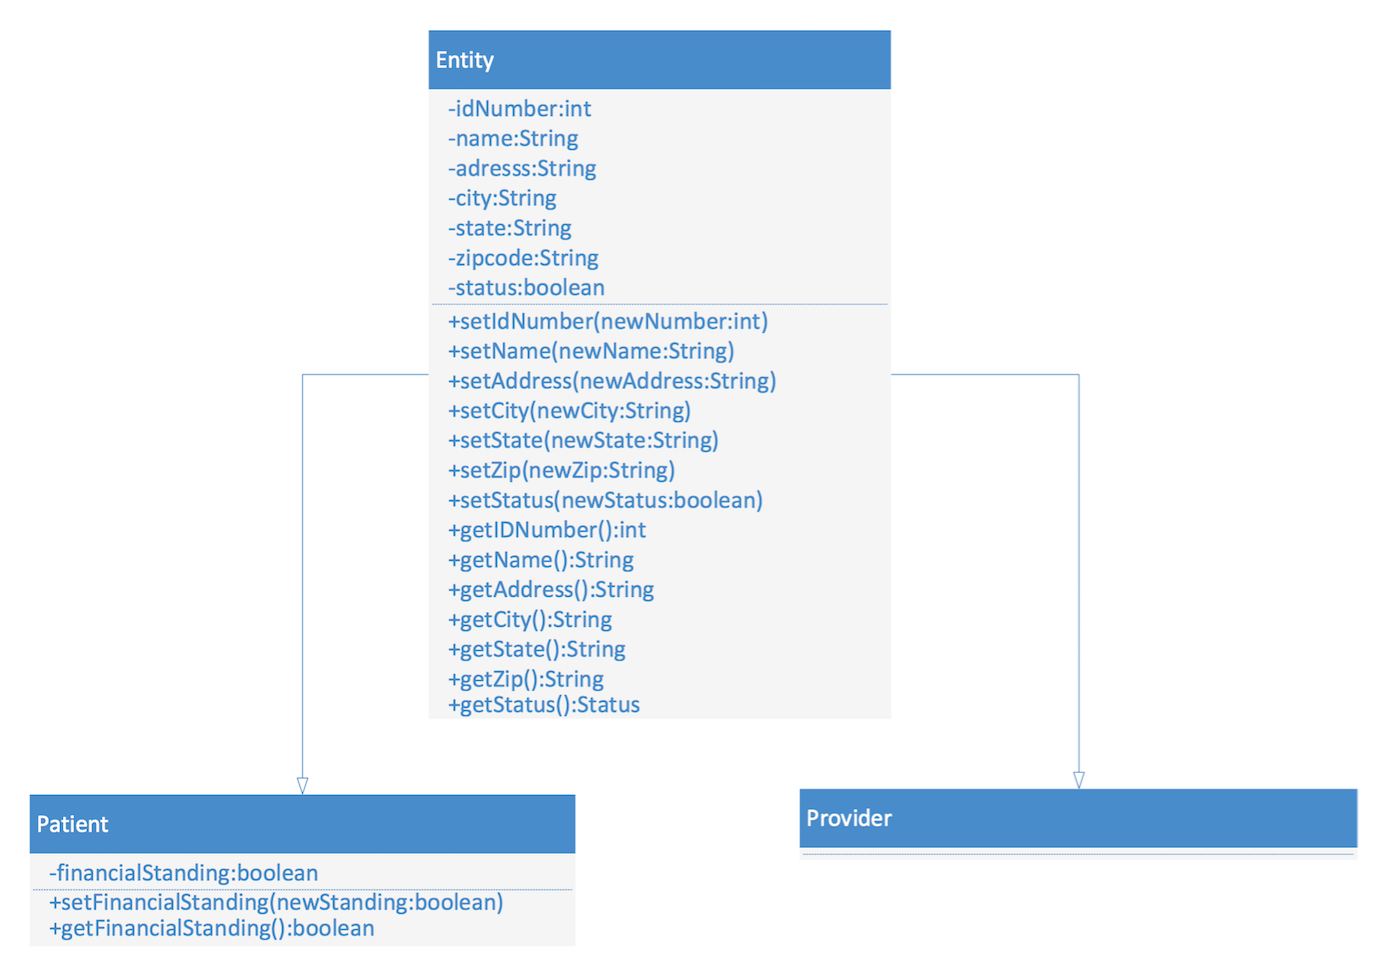 Entity
-idNumber:int
-name:String
-adresss:String
-city:String
-state:String
-zipcode:String
-status:boolean
+setIdNumber(newNumber:int)
+setName(newName:String)
+setAddress(newAddress:String)
+setCity(newCity:String)
+setState(newState:String)
+setZip(newZip:String)
+setStatus(newStatus:boolean)
+getIDNumber():int
+getName():String
+getAddress():String
+getCity():String
+getState():String
+getZip():String
+getStatus():Status
Patient
-financialStanding:boolean
+setFinancialStanding(newStanding:boolean)
+getFinancialStanding():boolean
Provider